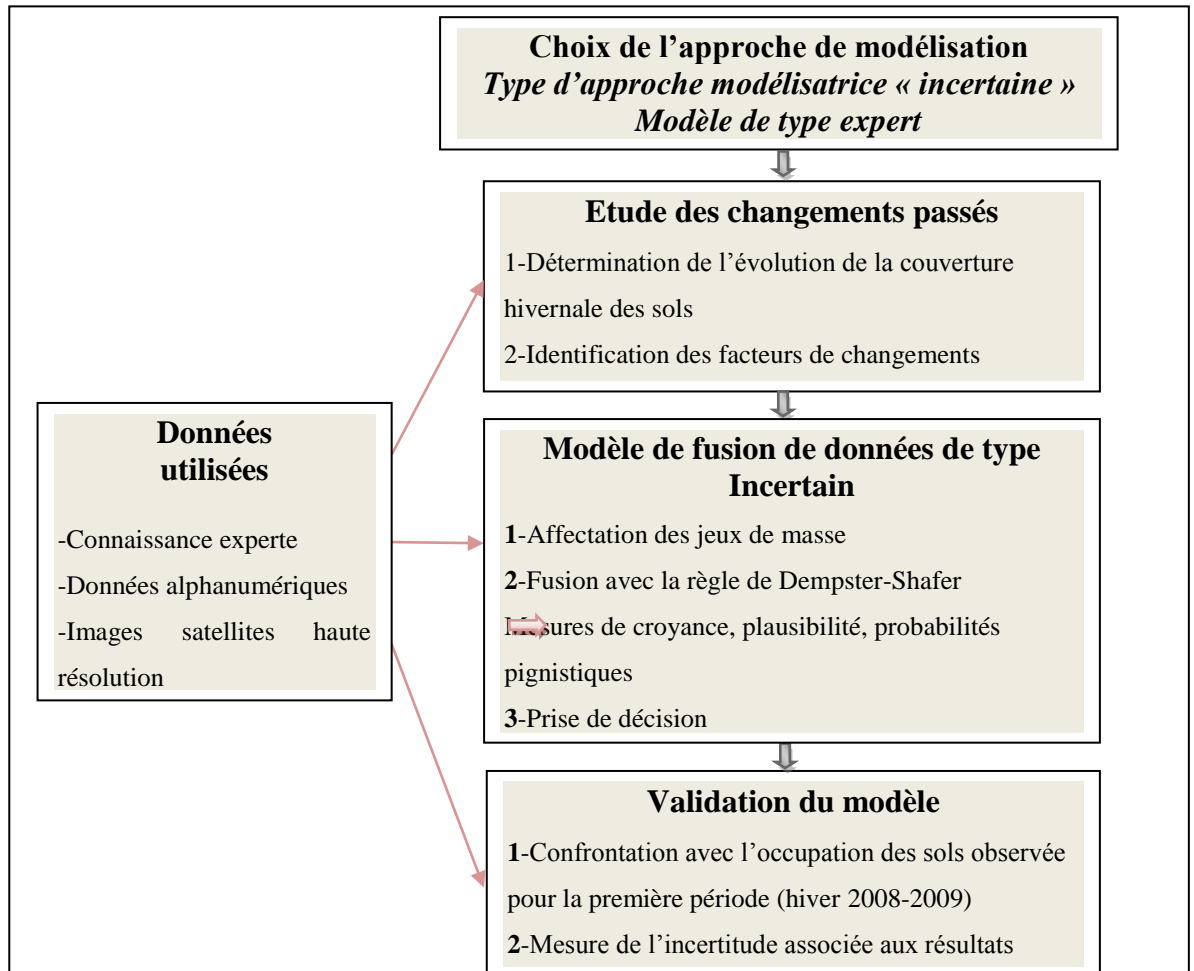 Choix de l’approche de modélisation
Type d’approche modélisatrice « incertaine »
Modèle de type expert
Etude des changements passés
1-Détermination de l’évolution de la couverture
hivernale des sols
2-Identification des facteurs de changements
Données
utilisées
-Connaissance experte
-Données alphanumériques
-Images satellites haute
résolution
Modèle de fusion de données de type
Incertain
1-Affectation des jeux de masse
2-Fusion avec la règle de Dempster-Shafer
Mesures de croyance, plausibilité, probabilités
pignistiques
3-Prise de décision
Validation du modèle
1-Confrontation avec l’occupation des sols observée
pour la première période (hiver 2008-2009)
2-Mesure de l’incertitude associée aux résultats